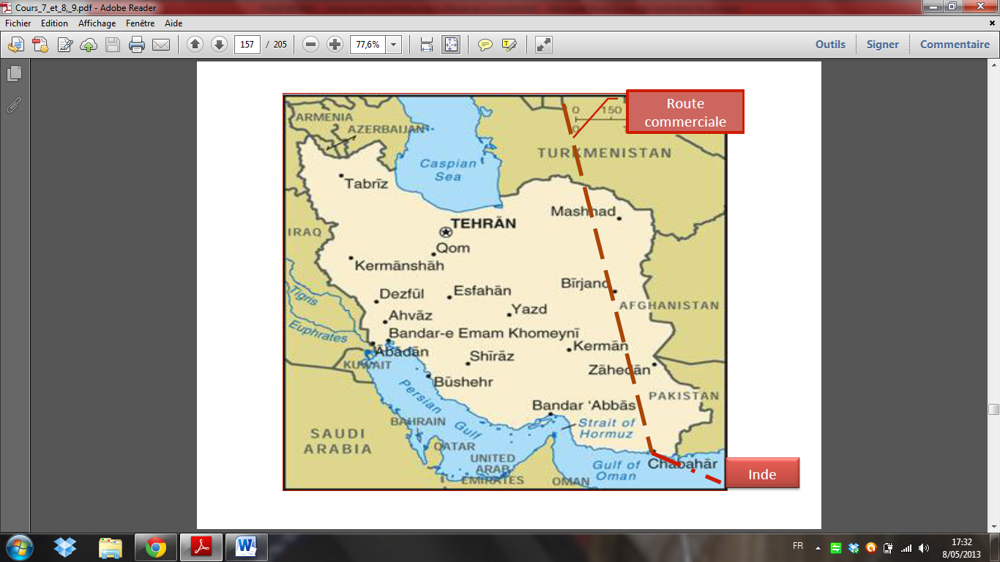 Cours_7_et_8_9.pdf - Adobe Reader
Fichier Edition Affichage Fenêtre Aide
157 / 205 77,6% Outils Signer Commentaire
Route
commerciale
0 150
0
ARMENIA
AZERBAIJAN
TURKMENISTAN
Caspian
Sea
Tabrīz
Mashhad
TEHRĀN
IRAQ
Qom
Kermānshāh
Bīrjand
Tigris
Dezfūl
Esfahān
AFGHANISTAN
Yazd
Ahvāz
Euphrates
Bandar-e Emam Khomeynī
Kermān
Ābādān
Shīrāz
KUWAIT
Zāhedān
Būshehr
PAKISTAN
Persian
Gulf
Bandar ‘Abbās
Strait of
Hormuz
BAHRAIN
SAUDI
ARABIA
QATAR
UNITED
ARAB
EMIRATES
Gulf of
Oman
Chabahār
OMAN
Inde
FR
17:32
8/05/2013